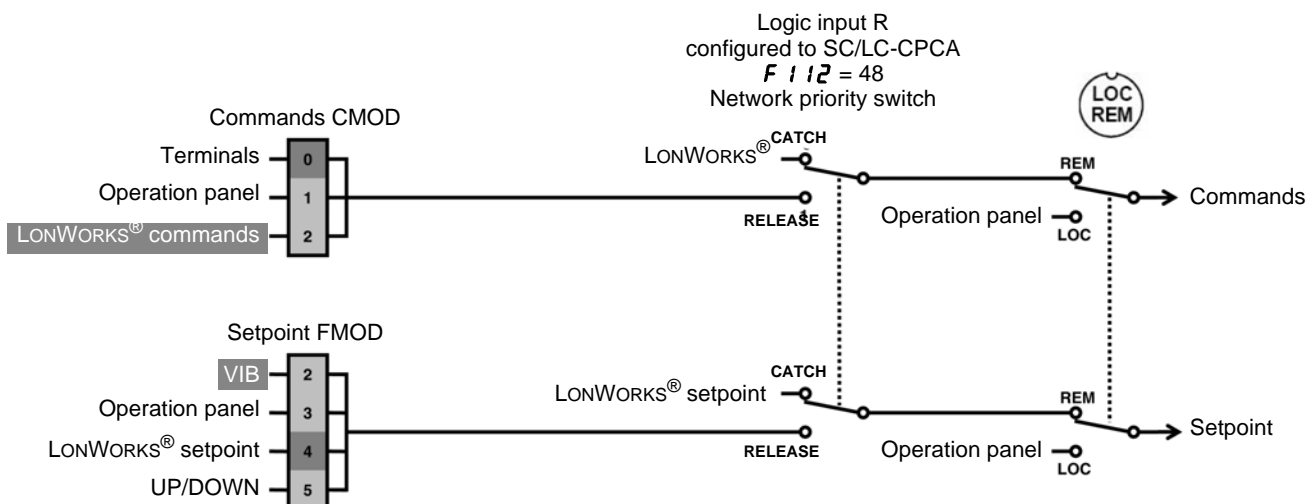 Logic input R
configured to SC/LC-CPCA
F112 = 48
Network priority switch
LOC
REM
Commands CMOD
Terminals
0
Operation panel
1
LONWORKS® commands
2
LONWORKS®
CATCH
RELEASE
REM
Operation panel
LOC
Commands
Setpoint FMOD
VIB
2
Operation panel
3
LONWORKS® setpoint
4
UP/DOWN
5
LONWORKS® setpoint
CATCH
RELEASE
REM
Operation panel
LOC
Setpoint